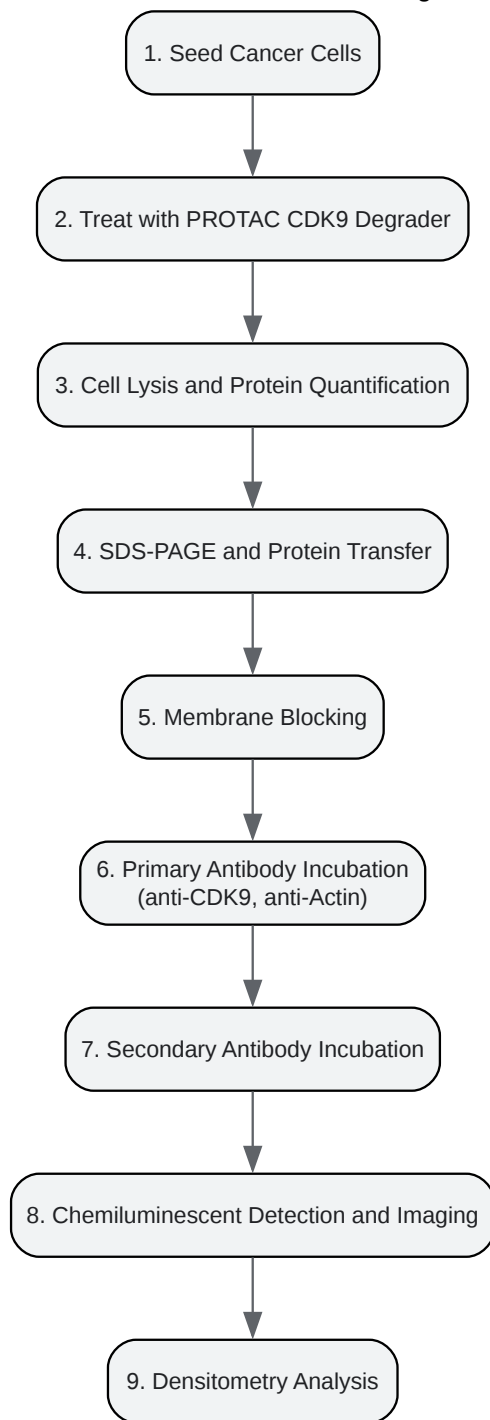 1. Seed Cancer Cells
2. Treat with PROTAC CDK9 Degrader
3. Cell Lysis and Protein Quantification
4. SDS-PAGE and Protein Transfer
5. Membrane Blocking
6. Primary Antibody Incubation
(anti-CDK9, anti-Actin)
7. Secondary Antibody Incubation
8. Chemiluminescent Detection and Imaging
9. Densitometry Analysis